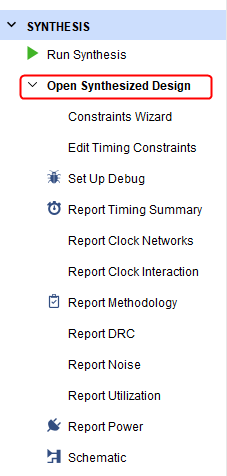 SYNTHESIS
Run Synthesis
Open Synthesized Design
Constraints Wizard
Edit Timing Constraints
Set Up Debug
Report Timing Summary
Report Clock Networks
Report Clock Interaction
Report Methodology
Report DRC
Report Noise
Report Utilization
Report Power
Schematic